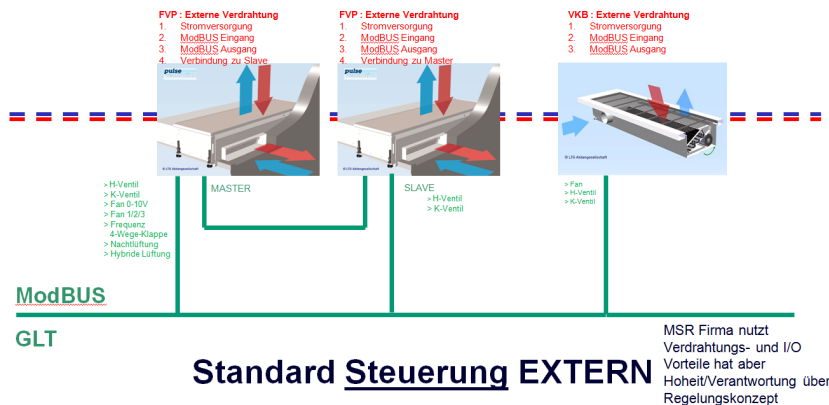 FVP : Externe Verdrahtung
1. Stromversorgung
2. ModBUS Eingang
3. ModBUS Ausgang
4. Verbindung zu Slave
FVP : Externe Verdrahtung
1. Stromversorgung
2. ModBUS Eingang
3. ModBUS Ausgang
4. Verbindung zu Master
VKB : Externe Verdrahtung
1. Stromversorgung
2. ModBUS Eingang
3. ModBUS Ausgang
pulse
© LTG Aktiengesellschaft
pulse
© LTG Aktiengesellschaft
© LTG Aktiengesellschaft
> H-Ventil
> K-Ventil
> Fan 0-10V
> Fan 1/2/3
> Frequenz
4-Wege-Klappe
> Nachtlüftung
> Hybride Lüftung
MASTER
SLAVE
> H-Ventil
> K-Ventil
> Fan
> H-Ventil
> K-Ventil
ModBUS
GLT
Standard Steuerung EXTERN
MSR Firma nutzt
Verdrahtungs- und I/O
Vorteile hat aber
Hoheit/Verantwortung über
Regelungskonzept